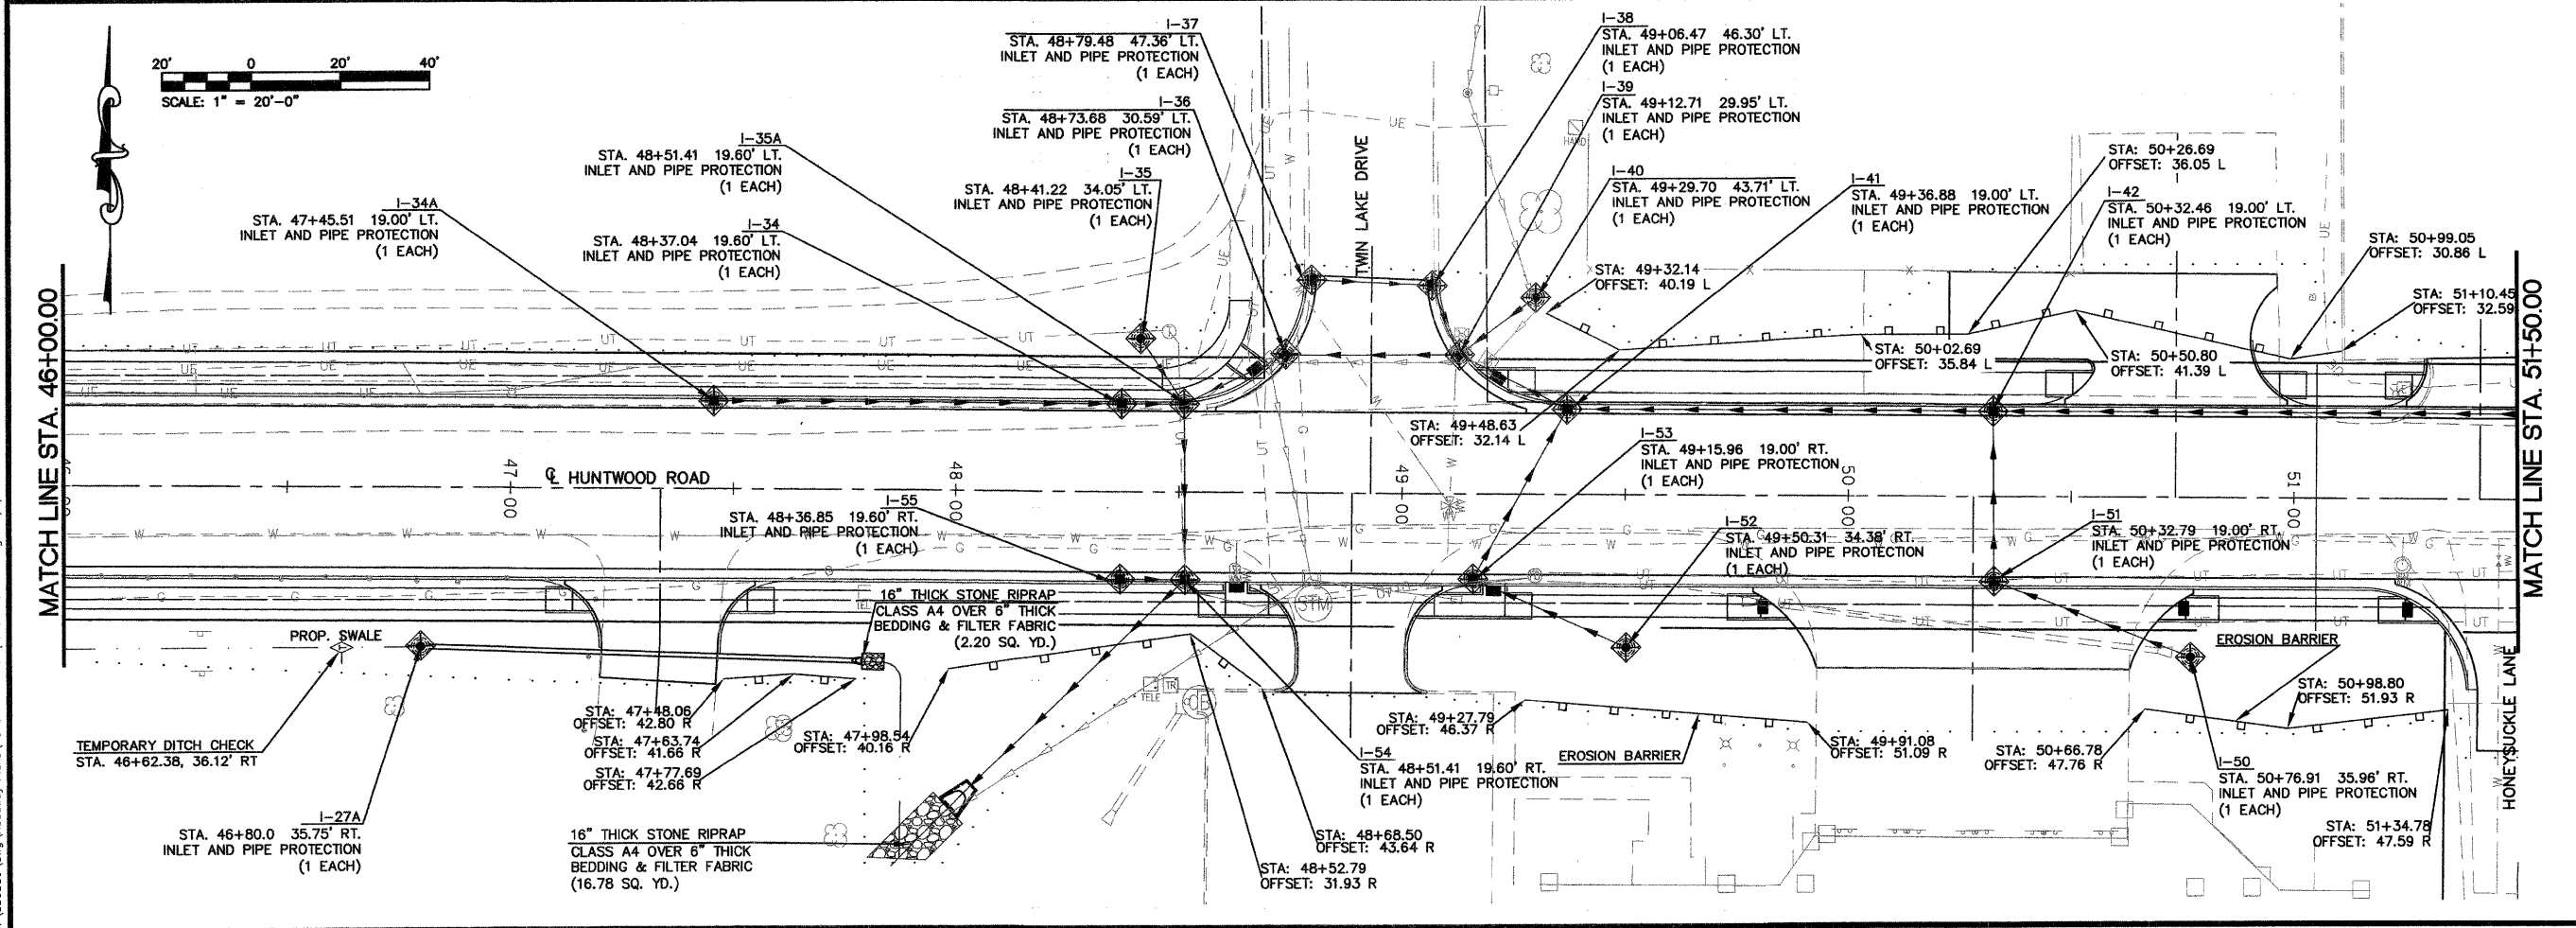 20' 0 20' 40'
SCALE: 1" = 20'-0"
I-37
STA. 48+79.48 47.36' LT.
INLET AND PIPE PROTECTION
(1 EACH)
I-36
STA. 48+73.68 30.59' LT.
INLET AND PIPE PROTECTION
(1 EACH)
I-35A
STA. 48+51.41 19.60' LT.
INLET AND PIPE PROTECTION
(1 EACH)
I-35
STA. 48+41.22 34.05' LT.
INLET AND PIPE PROTECTION
(1 EACH)
I-34A
STA. 47+45.51 19.00' LT.
INLET AND PIPE PROTECTION
(1 EACH)
I-34
STA. 48+37.04 19.60' LT.
INLET AND PIPE PROTECTION
(1 EACH)
I-38
STA. 49+06.47 46.30' LT.
INLET AND PIPE PROTECTION
(1 EACH)
I-39
STA. 49+12.71 29.95' LT.
INLET AND PIPE PROTECTION
(1 EACH)
I-40
STA. 49+29.70 43.71' LT.
INLET AND PIPE PROTECTION
(1 EACH)
I-41
STA. 49+36.88 19.00' LT.
INLET AND PIPE PROTECTION
(1 EACH)
STA: 50+26.69
OFFSET: 36.05 L
I-42
STA. 50+32.46 19.00' LT.
INLET AND PIPE PROTECTION
(1 EACH)
STA: 50+99.05
OFFSET: 30.86 L
STA: 51+10.45
OFFSET: 32.59
STA: 49+32.14
OFFSET: 40.19 L
STA: 50+02.69
OFFSET: 35.84 L
STA: 50+50.80
OFFSET: 41.39 L
STA: 49+48.63
OFFSET: 32.14 L
TWIN LAKE DRIVE
MATCH LINE STA. 46+00.00
MATCH LINE STA. 51+50.00
HUNTWOOD ROAD
47+00
48+00
49+00
50+00
51+00
I-53
STA. 49+15.96 19.00' RT.
INLET AND PIPE PROTECTION
(1 EACH)
I-55
STA. 48+36.85 19.60' RT.
INLET AND PIPE PROTECTION
(1 EACH)
I-52
STA. 49+50.31 34.38' RT.
INLET AND PIPE PROTECTION
(1 EACH)
I-51
STA. 50+32.79 19.00' RT.
INLET AND PIPE PROTECTION
(1 EACH)
16" THICK STONE RIPRAP
CLASS A4 OVER 6" THICK
BEDDING & FILTER FABRIC
(2.20 SQ. YD.)
PROP. SWALE
EROSION BARRIER
TEMPORARY DITCH CHECK
STA. 46+62.38, 36.12' RT
STA: 47+48.06
OFFSET: 42.80 R
STA: 47+63.74
OFFSET: 41.66 R
STA: 47+77.69
OFFSET: 42.66 R
STA: 47+98.54
OFFSET: 40.16 R
I-27A
STA. 46+80.0 35.75' RT.
INLET AND PIPE PROTECTION
(1 EACH)
16" THICK STONE RIPRAP
CLASS A4 OVER 6" THICK
BEDDING & FILTER FABRIC
(16.78 SQ. YD.)
TELE
TR
CB
STM
I-54
STA. 48+51.41 19.60' RT.
INLET AND PIPE PROTECTION
(1 EACH)
STA: 48+68.50
OFFSET: 43.64 R
STA: 48+52.79
OFFSET: 31.93 R
STA: 49+27.79
OFFSET: 46.37 R
EROSION BARRIER
STA: 49+91.08
OFFSET: 51.09 R
STA: 50+66.78
OFFSET: 47.76 R
STA: 50+98.80
OFFSET: 51.93 R
I-50
STA. 50+76.91 35.96' RT.
INLET AND PIPE PROTECTION
(1 EACH)
STA: 51+34.78
OFFSET: 47.59 R
HONEYSUCKLE LANE